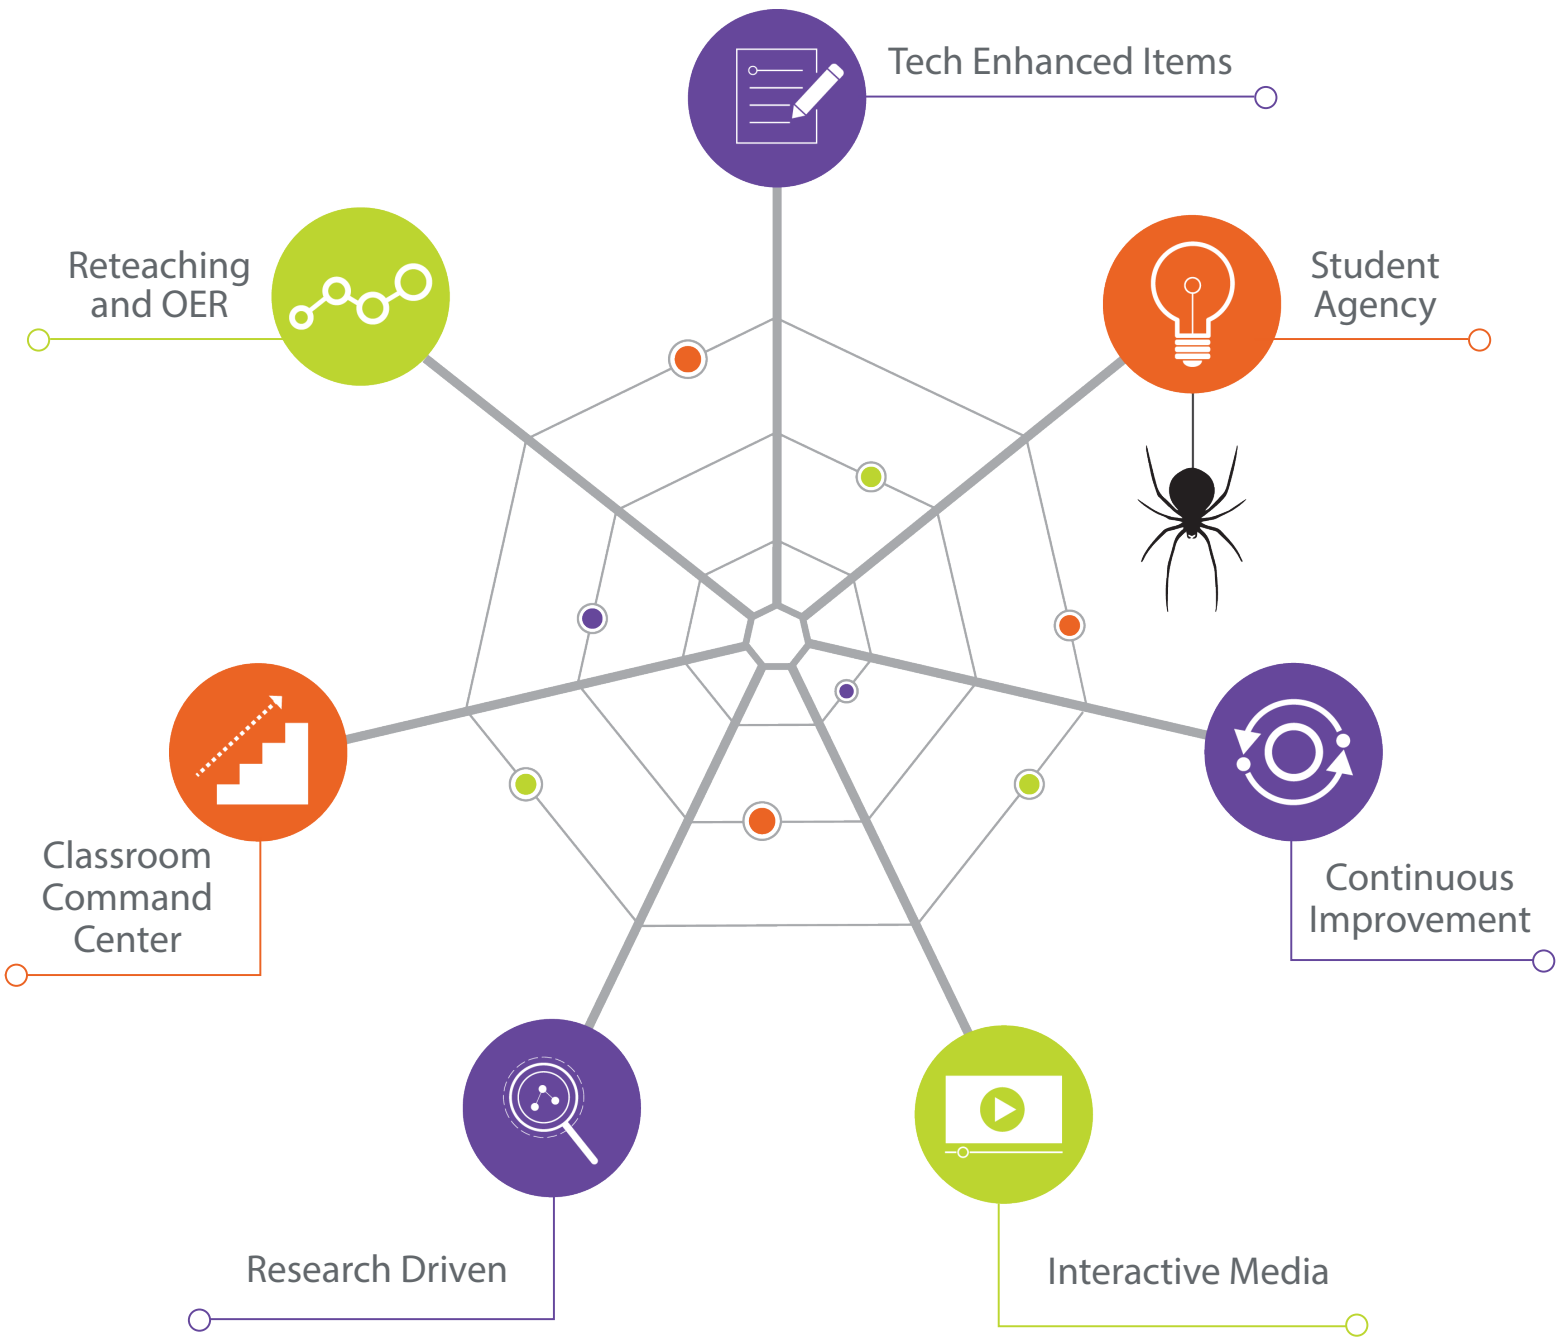 Tech Enhanced Items
Student
Agency
Reteaching
and OER
Classroom
Command
Center
Continuous
Improvement
Research Driven
Interactive Media